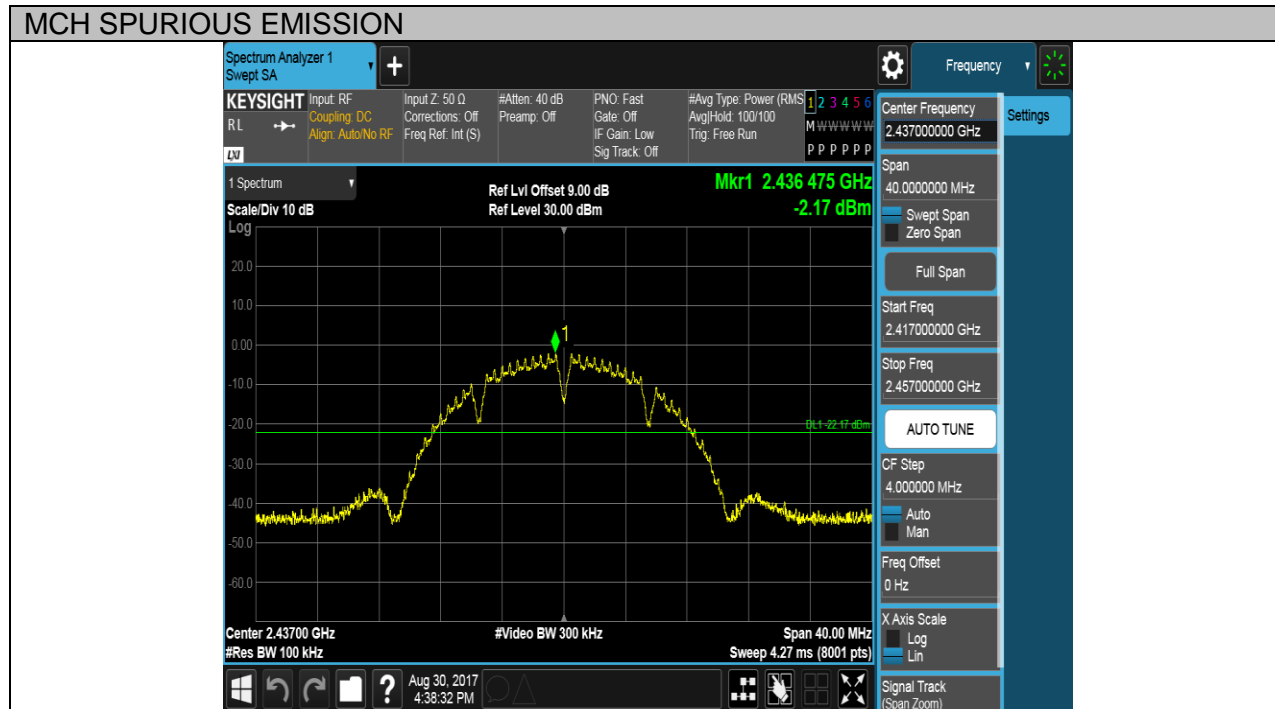 MCH SPURIOUS EMISSION
Spectrum Analyzer 1
Swept SA
+
Frequency
KEYSIGHT
RL
LXI
Input: RF
Coupling: DC
Align: Auto/No RF
Input Z: 50 Ω
Corrections: Off
Freq Ref: Int (S)
#Atten: 40 dB
Preamp: Off
PNO: Fast
Gate: Off
IF Gain: Low
Sig Track: Off
#Avg Type: Power (RMS
Avg|Hold: 100/100
Trig: Free Run
1 2 3 4 5 6
M W W W W W
P P P P P P
1 Spectrum
Scale/Div 10 dB
Log
Ref Lvl Offset 9.00 dB
Ref Level 30.00 dBm
Mkr1 2.436 475 GHz
-2.17 dBm
20.0
10.0
0.00
-10.0
-20.0
-30.0
-40.0
-50.0
-60.0
1
DL1 -22.17 dBm
Center 2.43700 GHz
#Res BW 100 kHz
#Video BW 300 kHz
Span 40.00 MHz
Sweep 4.27 ms (8001 pts)
?
Aug 30, 2017
4:38:32 PM
Center Frequency
2.437000000 GHz
Settings
Span
40.0000000 MHz
Swept Span
Zero Span
Full Span
Start Freq
2.417000000 GHz
Stop Freq
2.457000000 GHz
AUTO TUNE
CF Step
4.000000 MHz
Auto
Man
Freq Offset
0 Hz
X Axis Scale
Log
Lin
Signal Track
(Span Zoom)